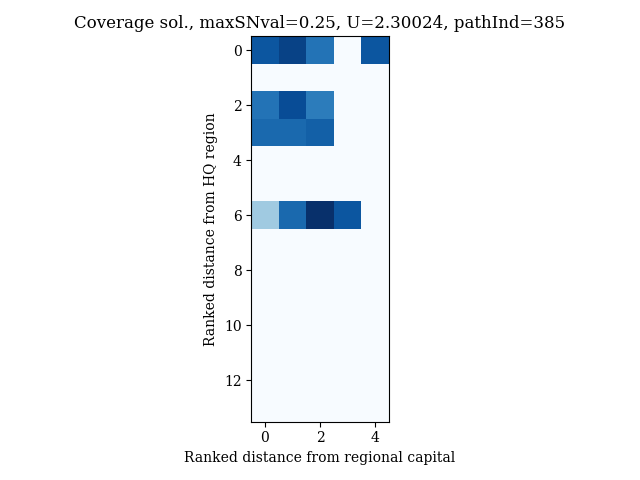 Coverage sol., maxSNval=0.25, U=2.30024, pathInd=385
Ranked distance from HQ region
0
2
4
6
8
10
12
0 2 4
Ranked distance from regional capital